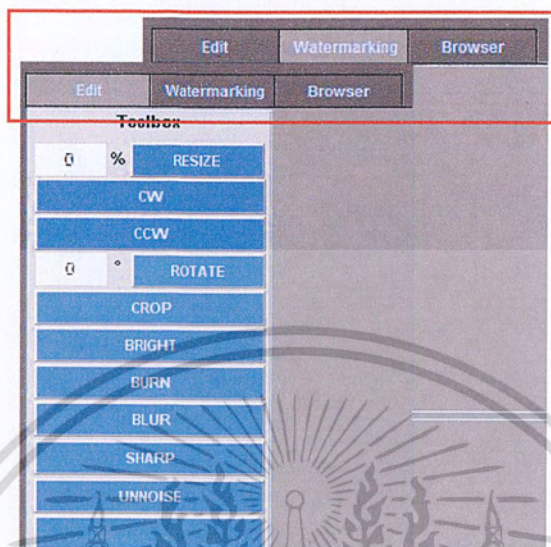 Edit Watermarking Browser
Edit Watermarking Browser
Toolbox
0 % RESIZE
CW
CCW
0 ° ROTATE
CROP
BRIGHT
BURN
BLUR
SHARP
UNNOISE